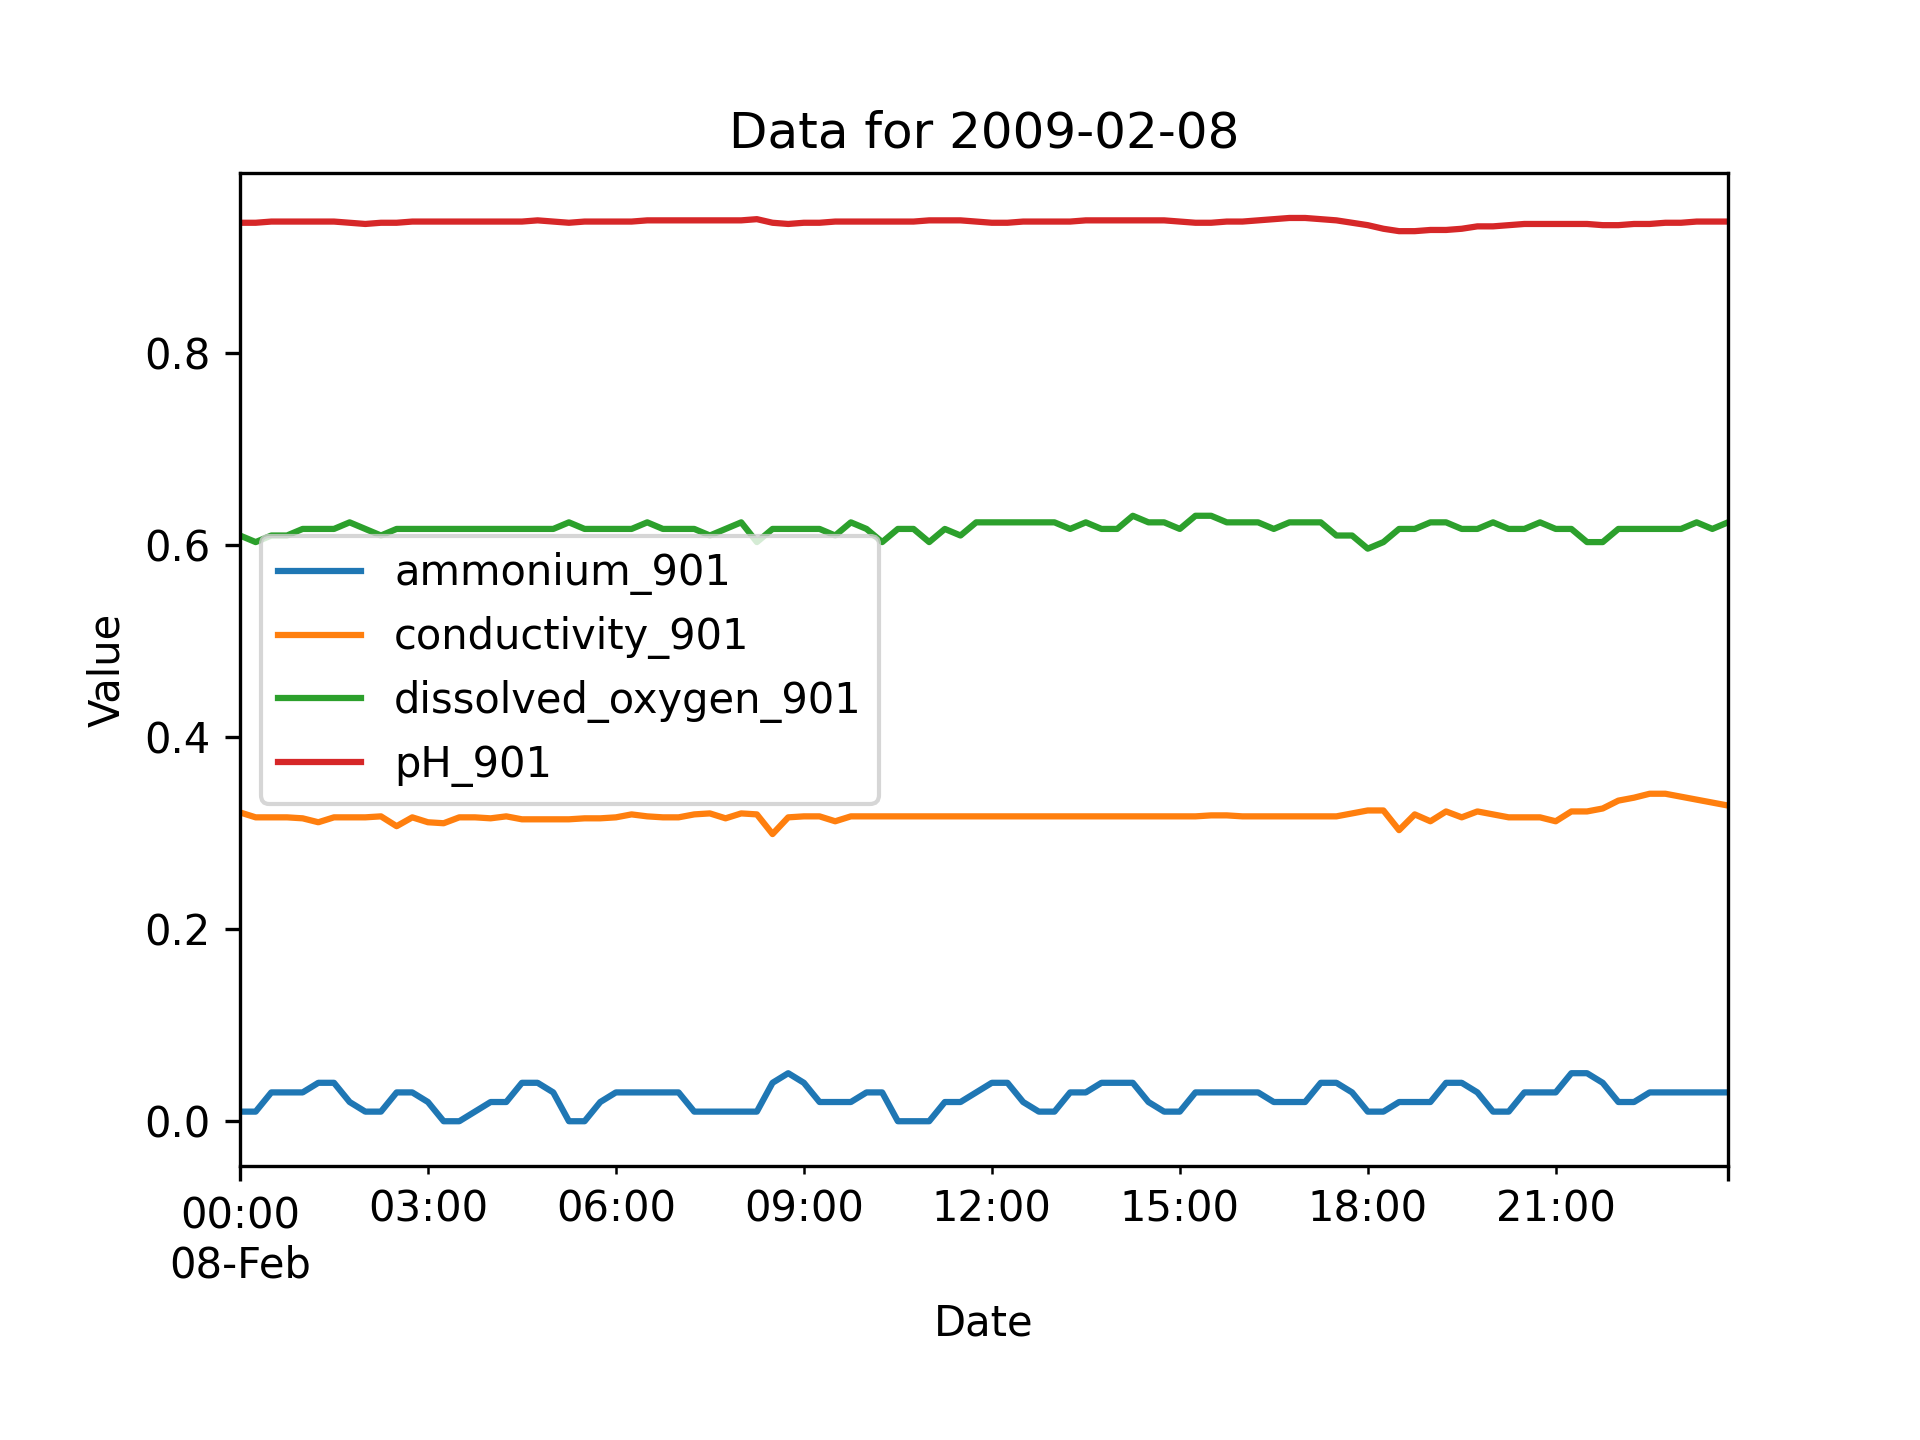 Data for 2009-02-08
Value
0.8
0.6
0.4
0.2
0.0
ammonium_901
conductivity_901
dissolved_oxygen_901
pH_901
00:00 03:00 06:00 09:00 12:00 15:00 18:00 21:00
08-Feb
Date